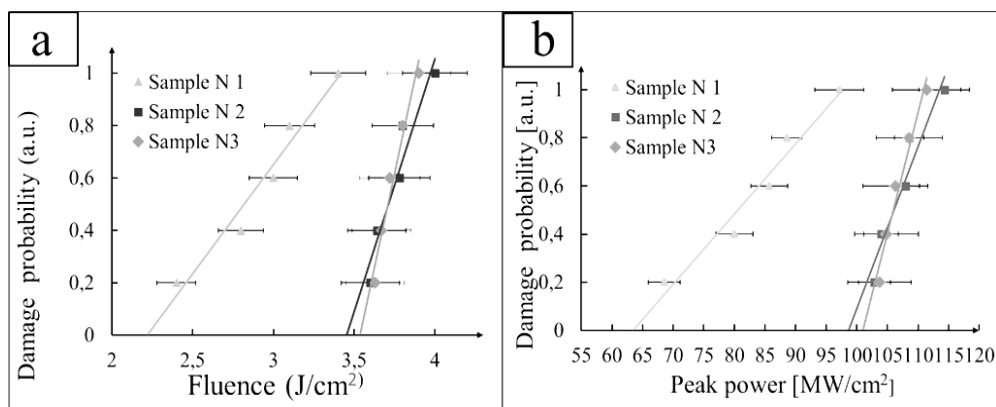 a
Damage probability (a.u.)
1
0,8
0,6
0,4
0,2
0
Sample N 1
Sample N 2
Sample N3
2 2,5 3 3,5 4
Fluence (J/cm²)
b
Damage probability [a.u.]
1
0,8
0,6
0,4
0,2
0
Sample N 1
Sample N 2
Sample N3
55 65 70 75 80 85 90 95 100 105 110 115 120
Peak power [MW/cm²]